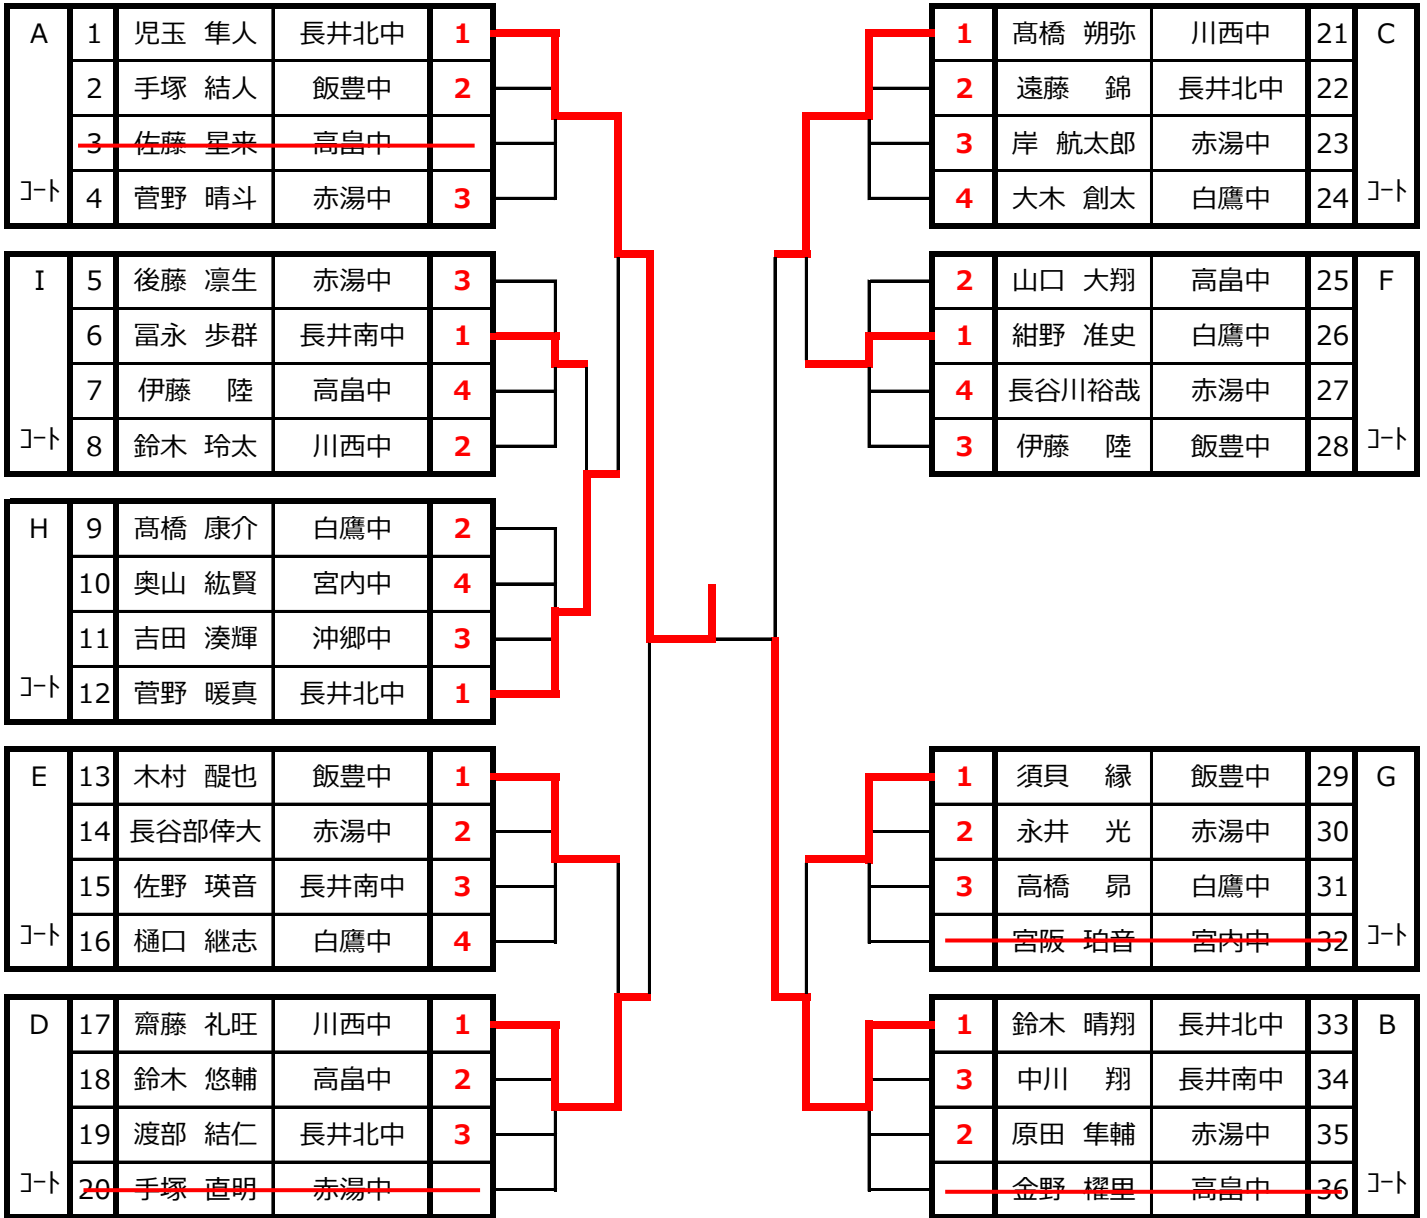 A 1 児玉 隼人 長井北中 1
2 手塚 結人 飯豊中 2
3 佐藤 星来 高畠中
ｺｰﾄ 4 菅野 晴斗 赤湯中 3
I 5 後藤 凛生 赤湯中 3
6 冨永 歩群 長井南中 1
7 伊藤 陸 高畠中 4
ｺｰﾄ 8 鈴木 玲太 川西中 2
H 9 髙橋 康介 白鷹中 2
10 奥山 紘賢 宮内中 4
11 吉田 湊輝 沖郷中 3
ｺｰﾄ 12 菅野 暖真 長井北中 1
E 13 木村 醍也 飯豊中 1
14 長谷部倖大 赤湯中 2
15 佐野 瑛音 長井南中 3
ｺｰﾄ 16 樋口 継志 白鷹中 4
D 17 齋藤 礼旺 川西中 1
18 鈴木 悠輔 高畠中 2
19 渡部 結仁 長井北中 3
ｺｰﾄ 20 手塚 直明 赤湯中
1 髙橋 朔弥 川西中 21 C
2 遠藤 錦 長井北中 22
3 岸 航太郎 赤湯中 23
4 大木 創太 白鷹中 24 ｺｰﾄ
2 山口 大翔 高畠中 25 F
1 紺野 准史 白鷹中 26
4 長谷川裕哉 赤湯中 27
3 伊藤 陸 飯豊中 28 ｺｰﾄ
1 須貝 縁 飯豊中 29 G
2 永井 光 赤湯中 30
3 高橋 昴 白鷹中 31
宮阪 珀音 宮内中 32 ｺｰﾄ
1 鈴木 晴翔 長井北中 33 B
3 中川 翔 長井南中 34
2 原田 隼輔 赤湯中 35
金野 櫂里 高畠中 36 ｺｰﾄ